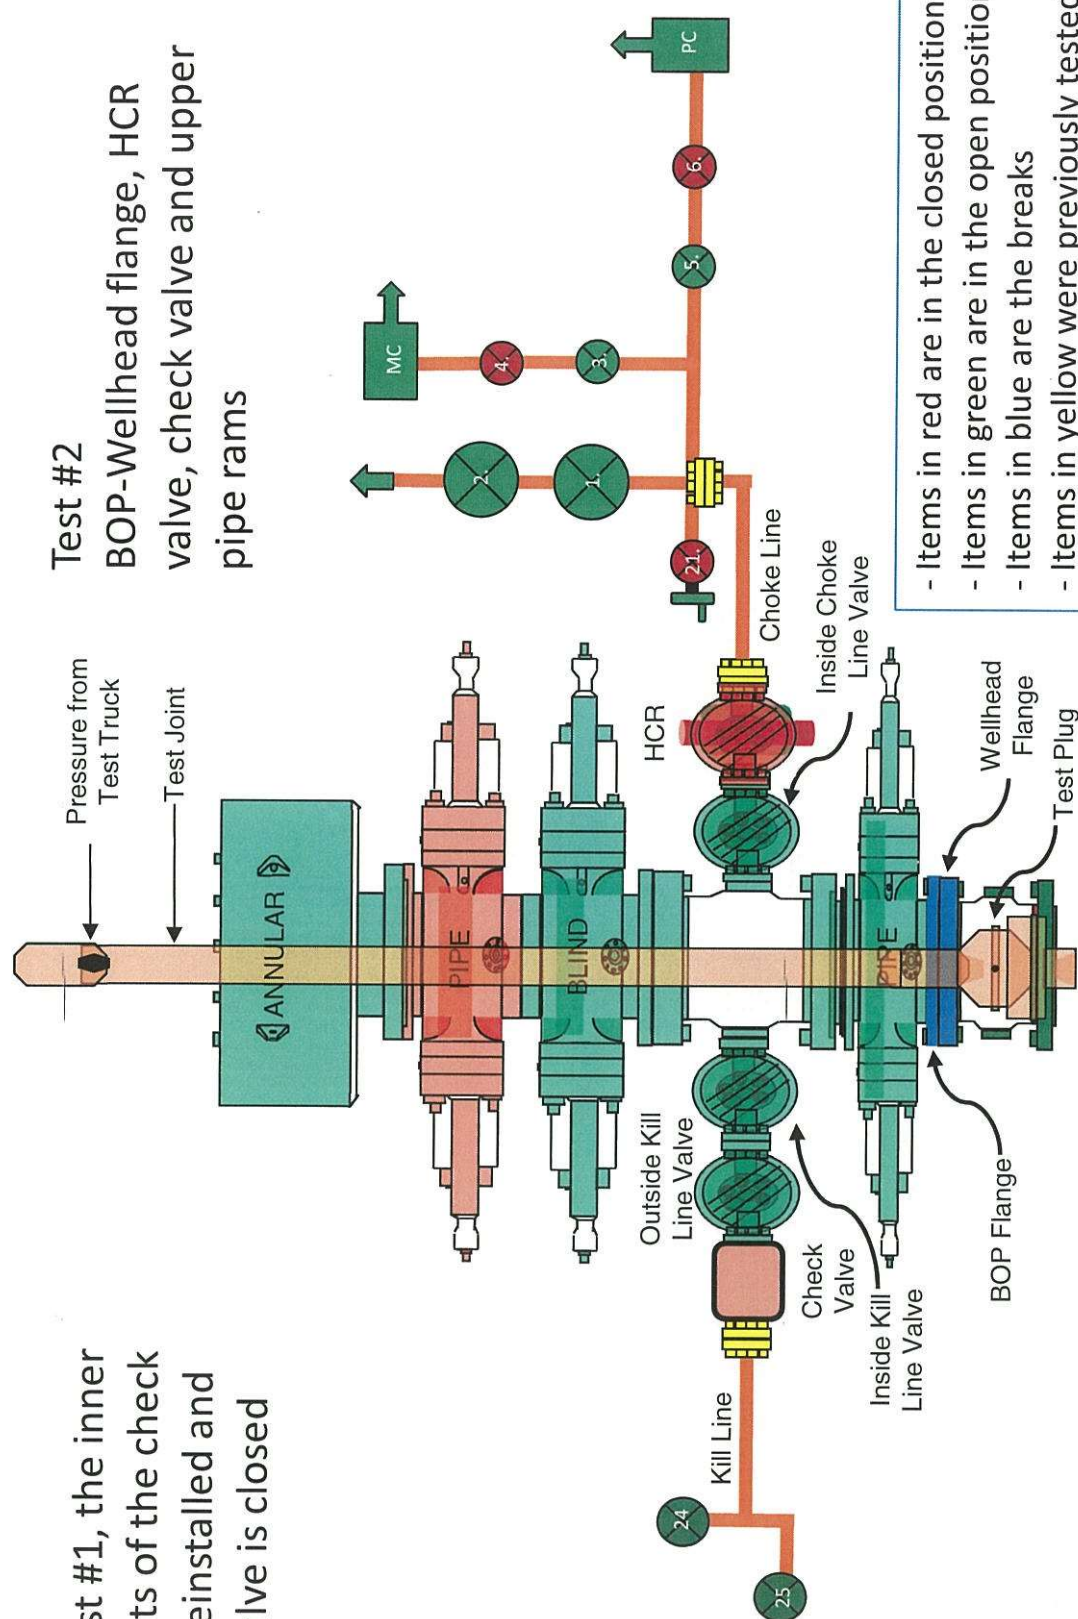 st #1, the inner
ts of the check
einstalled and
lve is closed
Test #2
BOP-Wellhead flange, HCR
valve, check valve and upper
pipe rams
Pressure from
Test Truck
Test Joint
ANNULAR
PIPE
BLIND
PIPE
HCR
Choke Line
Inside Choke
Line Valve
Wellhead
Flange
Test Plug
BOP Flange
Outside Kill
Line Valve
Check
Valve
Inside Kill
Line Valve
Kill Line
24
25
21.
1.
2.
3.
4.
MC
5.
6.
PC
- Items in red are in the closed position
- Items in green are in the open position
- Items in blue are the breaks
- Items in yellow were previously tested